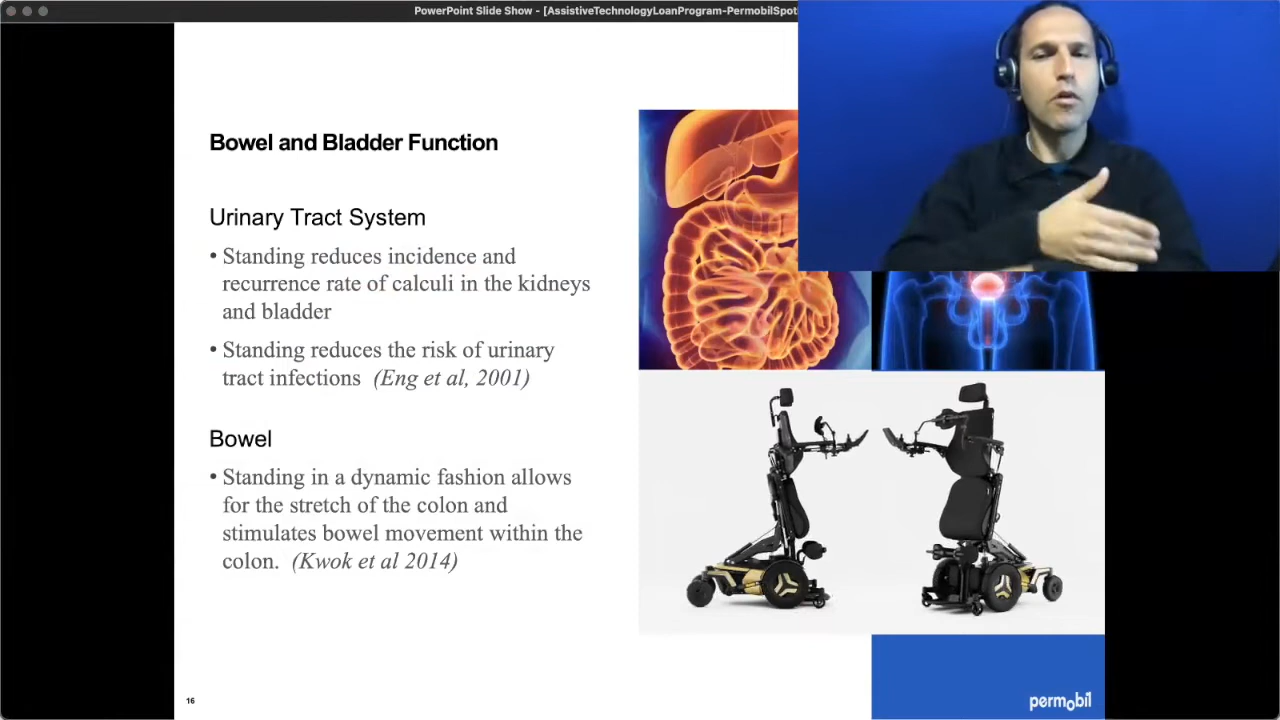 PowerPoint Slide Show - [AssistiveTechnologyLoanProgram-PermobilSpot
Bowel and Bladder Function
Urinary Tract System
• Standing reduces incidence and
recurrence rate of calculi in the kidneys
and bladder
• Standing reduces the risk of urinary
tract infections (Eng et al, 2001)
Bowel
• Standing in a dynamic fashion allows
for the stretch of the colon and
stimulates bowel movement within the
colon. (Kwok et al 2014)
16
permobil